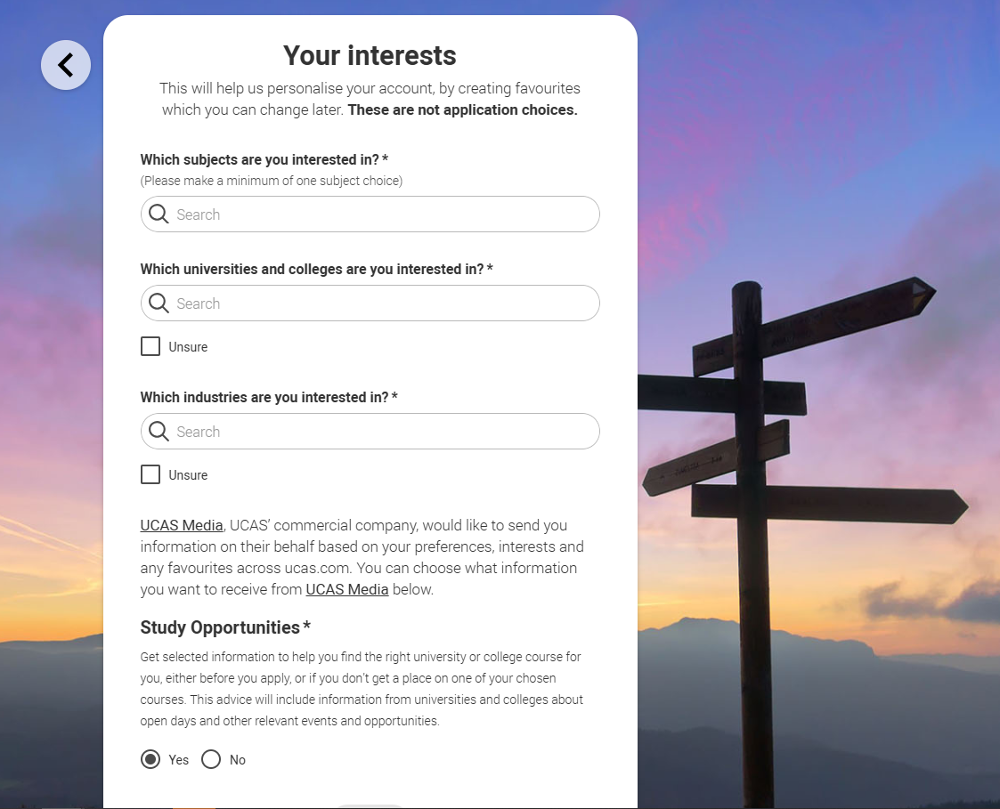 Your interests
This will help us personalise your account, by creating favourites
which you can change later. These are not application choices.
Which subjects are you interested in? *
(Please make a minimum of one subject choice)
Search
Which universities and colleges are you interested in? *
Search
Unsure
Which industries are you interested in? *
Search
Unsure
UCAS Media, UCAS’ commercial company, would like to send you
information on their behalf based on your preferences, interests and
any favourites across ucas.com. You can choose what information
you want to receive from UCAS Media below.
Study Opportunities *
Get selected information to help you find the right university or college course for
you, either before you apply, or if you don’t get a place on one of your chosen
courses. This advice will include information from universities and colleges about
open days and other relevant events and opportunities.
Yes No